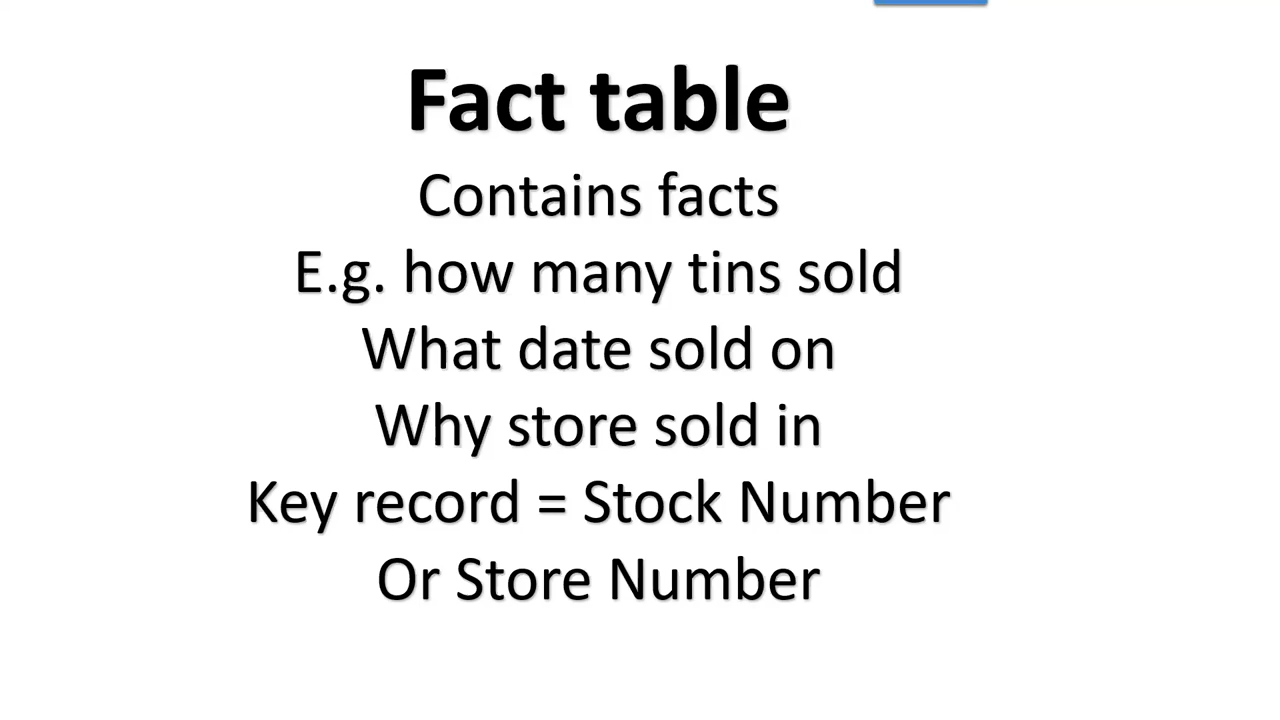 Fact table
Contains facts
E.g. how many tins sold
What date sold on
Why store sold in
Key record = Stock Number
Or Store Number